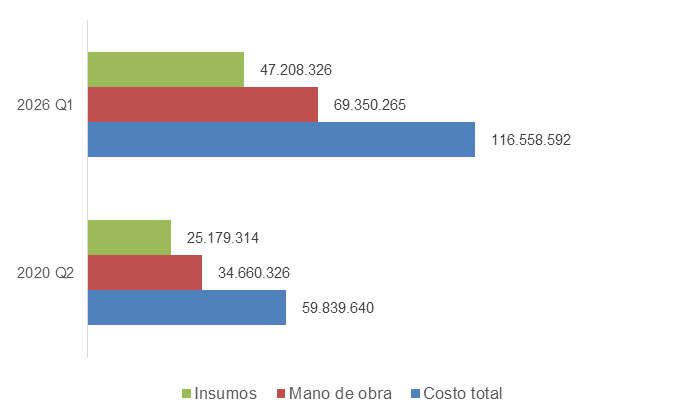 47.208.326
2026 Q1
69.350.265
116.558.592
25.179.314
2020 Q2
34.660.326
59.839.640
Insumos
Mano de obra
Costo total